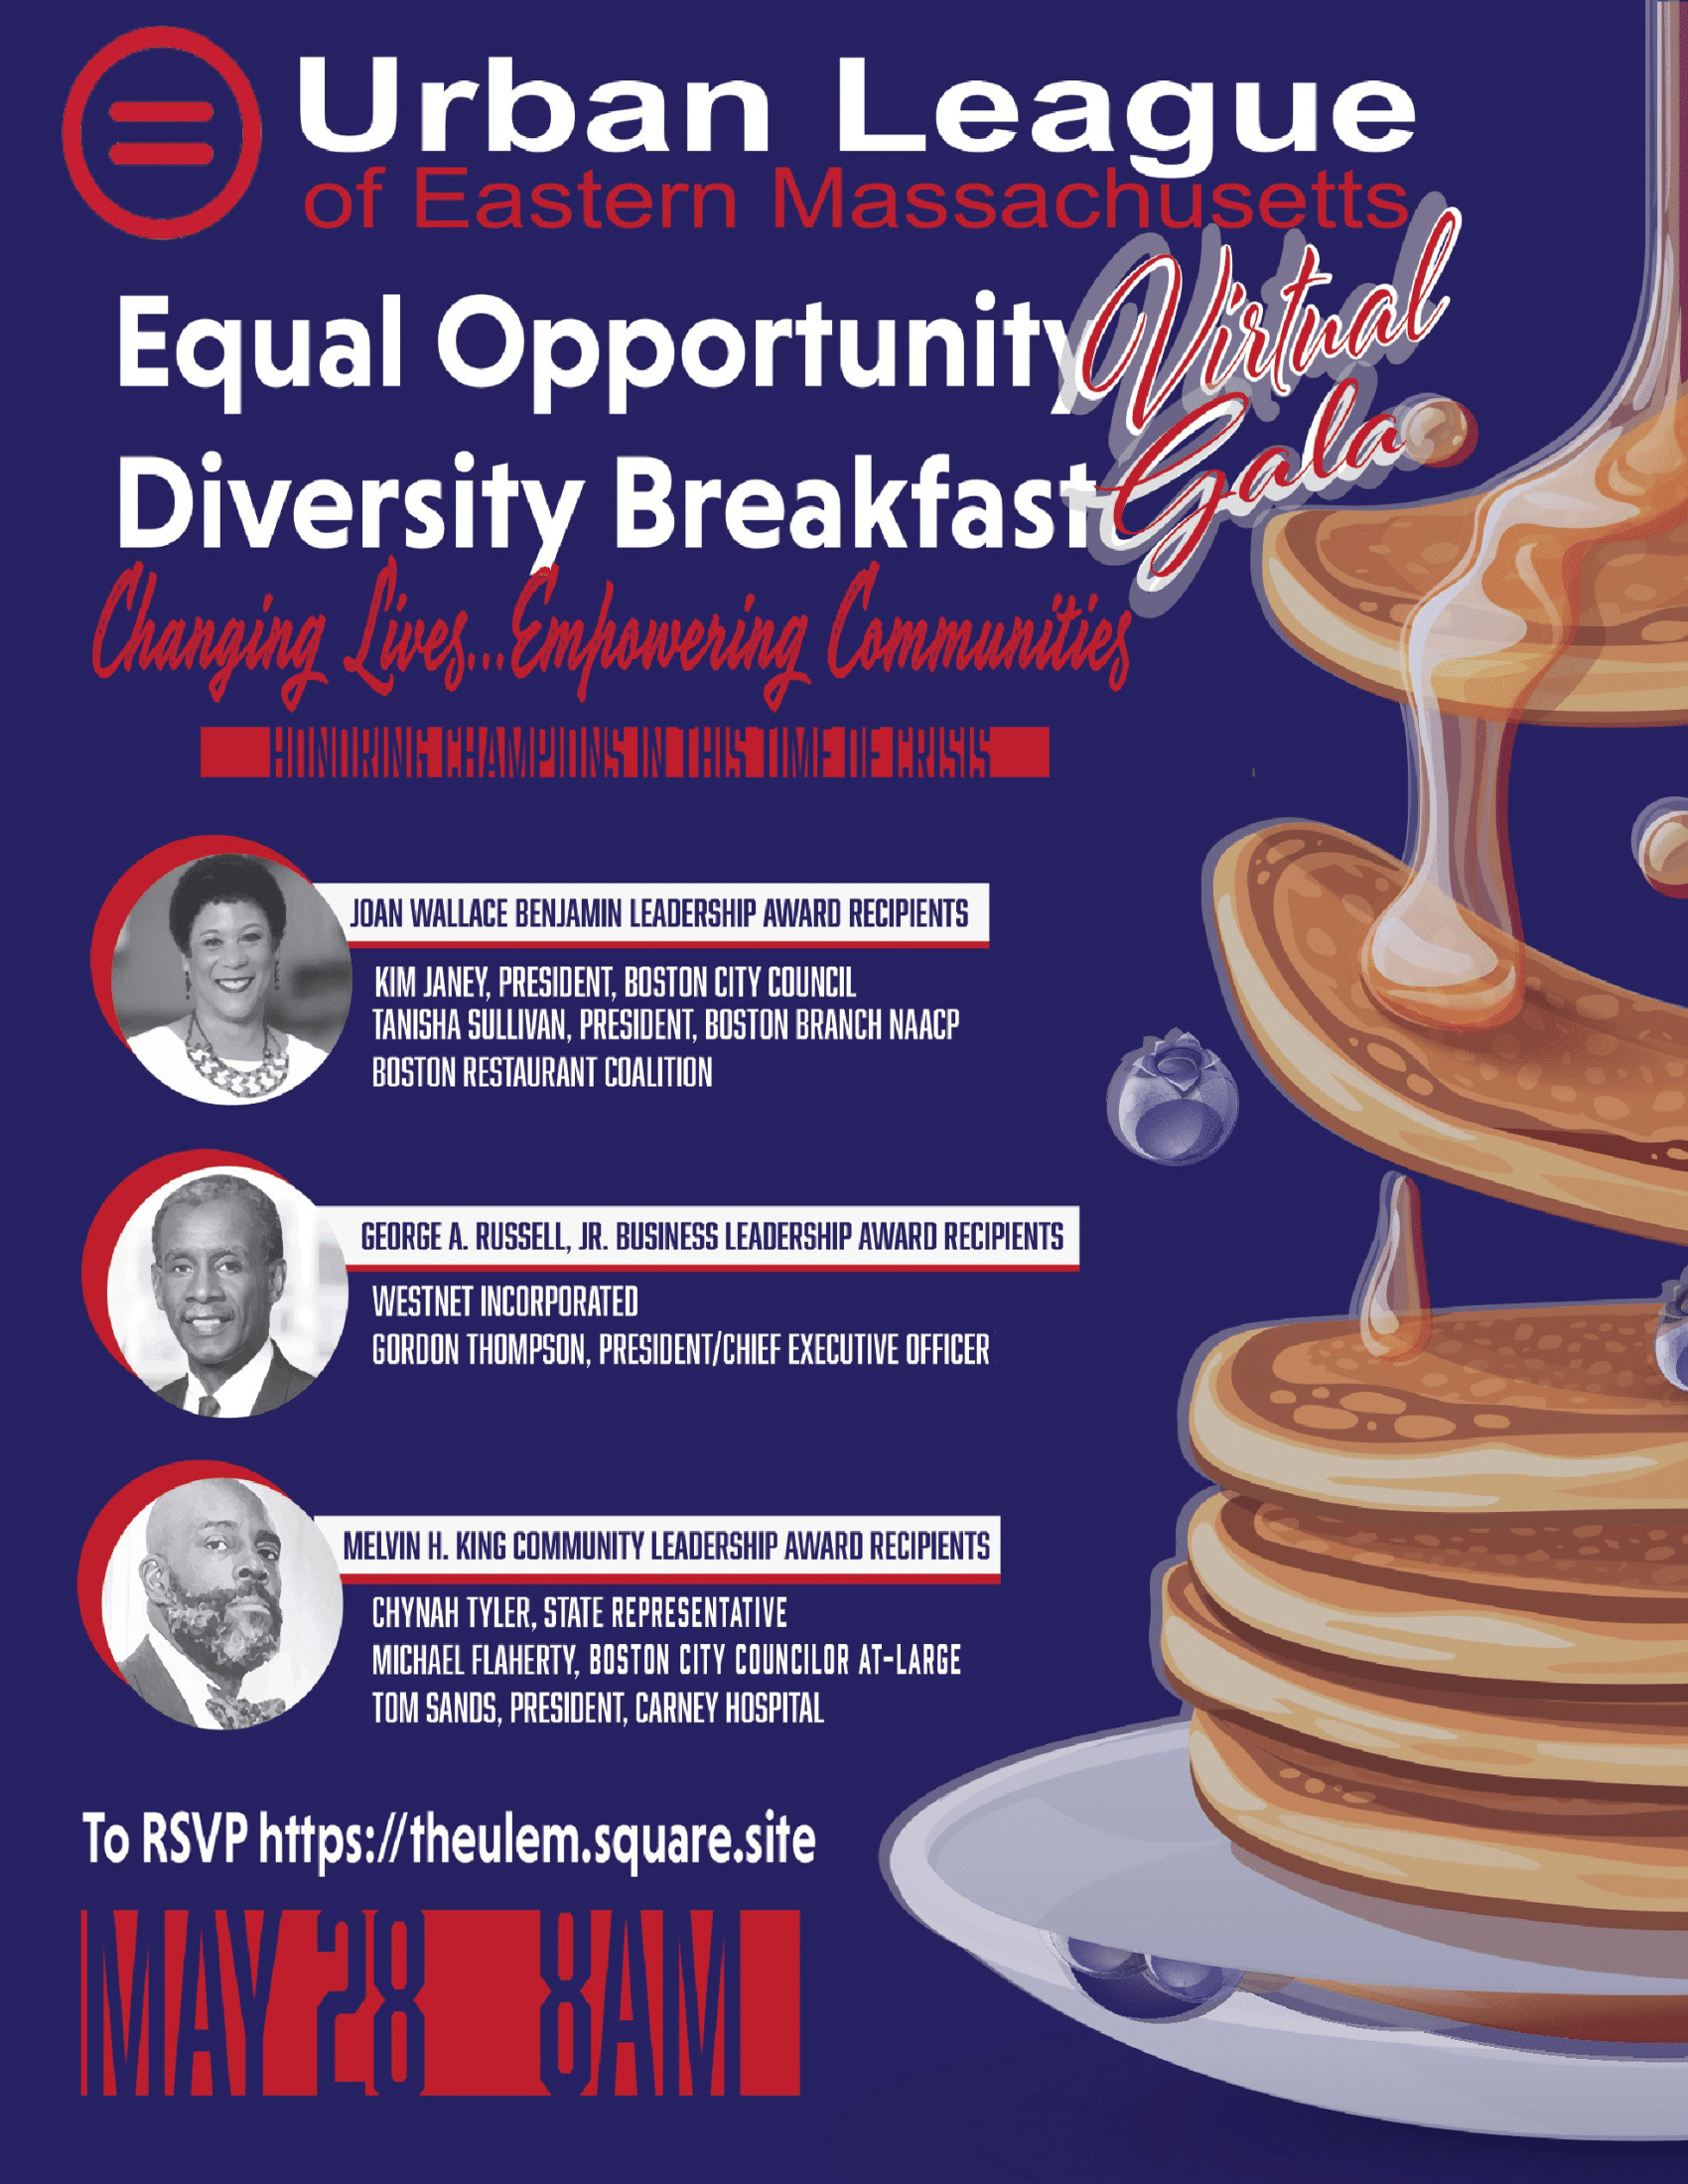 Urban League
of Eastern Massachusetts
Equal Opportunity
Diversity Breakfast
Virtual
Gala
Changing Lives...Empowering Communities
HONORING CHAMPIONS IN THIS TIME OF CRISIS
JOAN WALLACE BENJAMIN LEADERSHIP AWARD RECIPIENTS
KIM JANEY, PRESIDENT, BOSTON CITY COUNCIL
TANISHA SULLIVAN, PRESIDENT, BOSTON BRANCH NAACP
BOSTON RESTAURANT COALITION
GEORGE A. RUSSELL, JR. BUSINESS LEADERSHIP AWARD RECIPIENTS
WESTNET INCORPORATED
GORDON THOMPSON, PRESIDENT/CHIEF EXECUTIVE OFFICER
MELVIN H. KING COMMUNITY LEADERSHIP AWARD RECIPIENTS
CHYNAH TYLER, STATE REPRESENTATIVE
MICHAEL FLAHERTY, BOSTON CITY COUNCILOR AT-LARGE
TOM SANDS, PRESIDENT, CARNEY HOSPITAL
To RSVP https://theulem.square.site
MAY 28 8AM